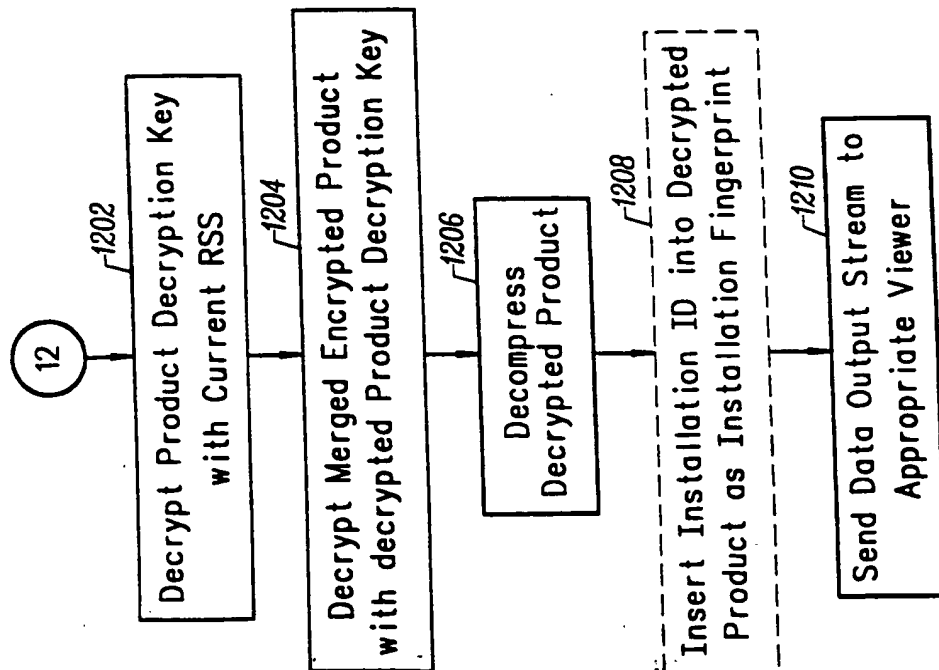 12
1202
Decrypt Product Decryption Key
with Current RSS
1204
Decrypt Merged Encrypted Product
with decrypted Product Decryption Key
1206
Decompress
Decrypted Product
1208
Insert Installation ID into Decrypted
Product as Installation Fingerprint
1210
Send Data Output Stream to
Appropriate Viewer